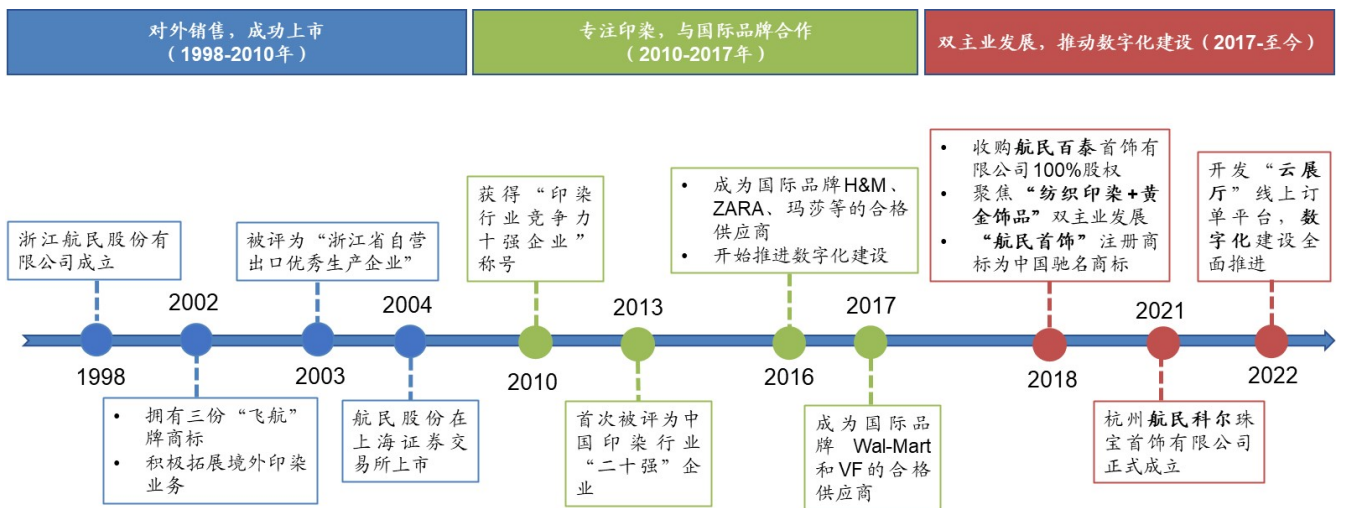 对外销售，成功上市
（1998-2010年）
专注印染，与国际品牌合作
（2010-2017年）
双主业发展，推动数字化建设（2017-至今）
浙江航民股份有
限公司成立
1998
2002
• 拥有三份“飞航”
牌商标
• 积极拓展境外印染
业务
被评为“浙江省自营
出口优秀生产企业”
2003
2004
航民股份在
上海证券交
易所上市
获得“印染
行业竞争力
十强企业”
称号
2010
2013
首次被评为中
国印染行业
“二十强”企
业
• 成为国际品牌H&M、
ZARA、玛莎等的合格
供应商
• 开始推进数字化建设
2016
2017
成为国际品
牌 Wal-Mart
和VF的合格
供应商
• 收购航民百泰首饰有
限公司100%股权
• 聚焦“纺织印染+黄
金饰品”双主业发展
• “航民首饰”注册商
标为中国驰名商标
2018
2021
杭州航民科尔珠
宝首饰有限公司
正式成立
开发“云展
厅”线上订
单平台，数
字化建设全
面推进
2022